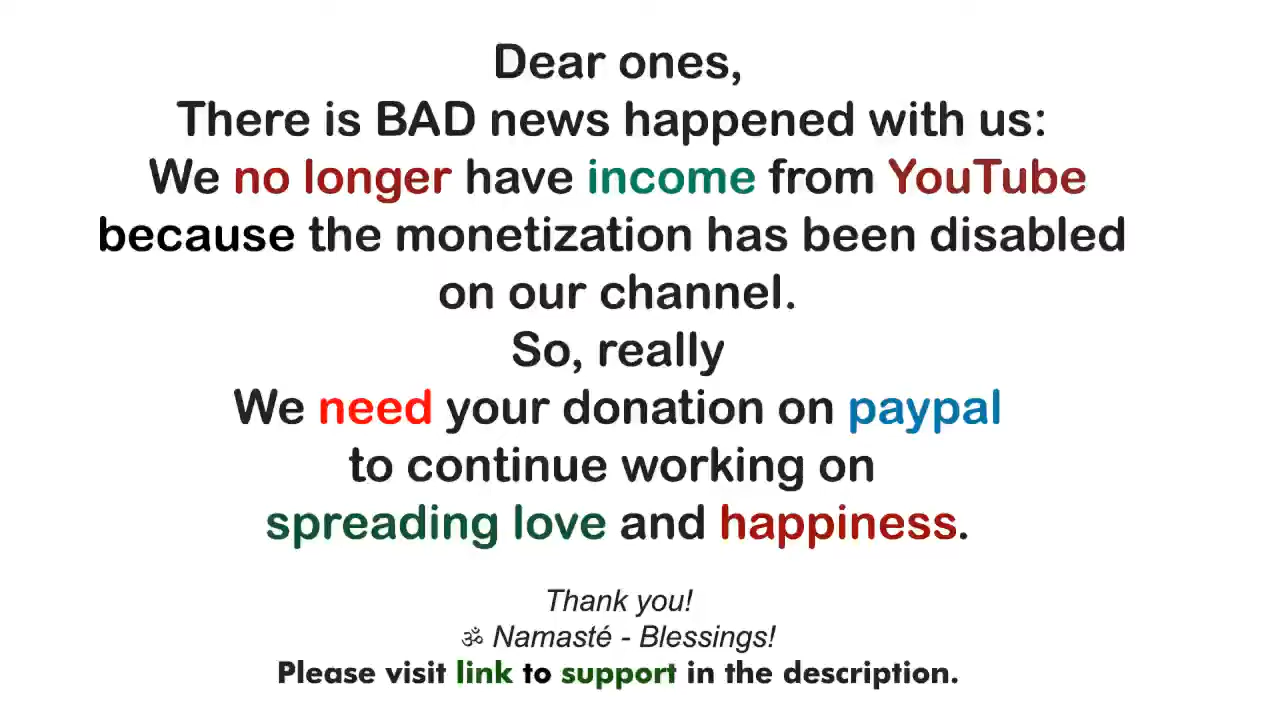 Dear ones,
There is BAD news happened with us:
We no longer have income from YouTube
because the monetization has been disabled
on our channel.
So, really
We need your donation on paypal
to continue working on
spreading love and happiness.
Thank you!
ॐ Namasté - Blessings!
Please visit link to support in the description.